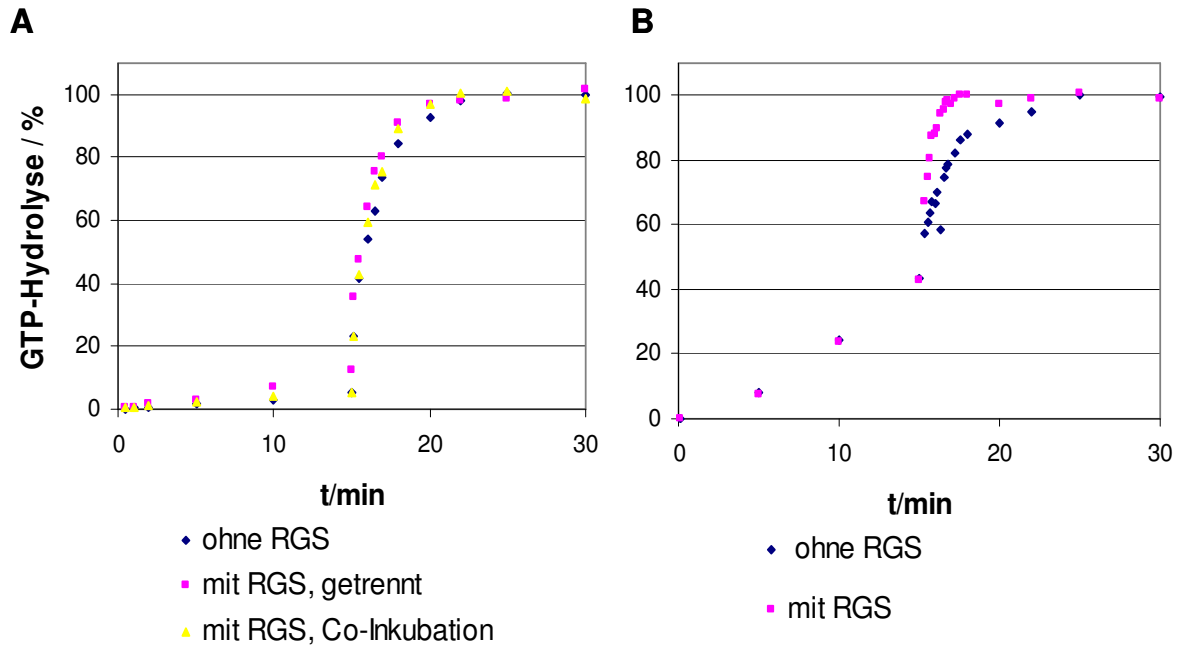 A
GTP-Hydrolyse / %
100
80
60
40
20
0
0 10 20 30
t/min
ohne RGS
mit RGS, getrennt
mit RGS, Co-Inkubation
B
100
80
60
40
20
0
0 10 20 30
t/min
ohne RGS
mit RGS